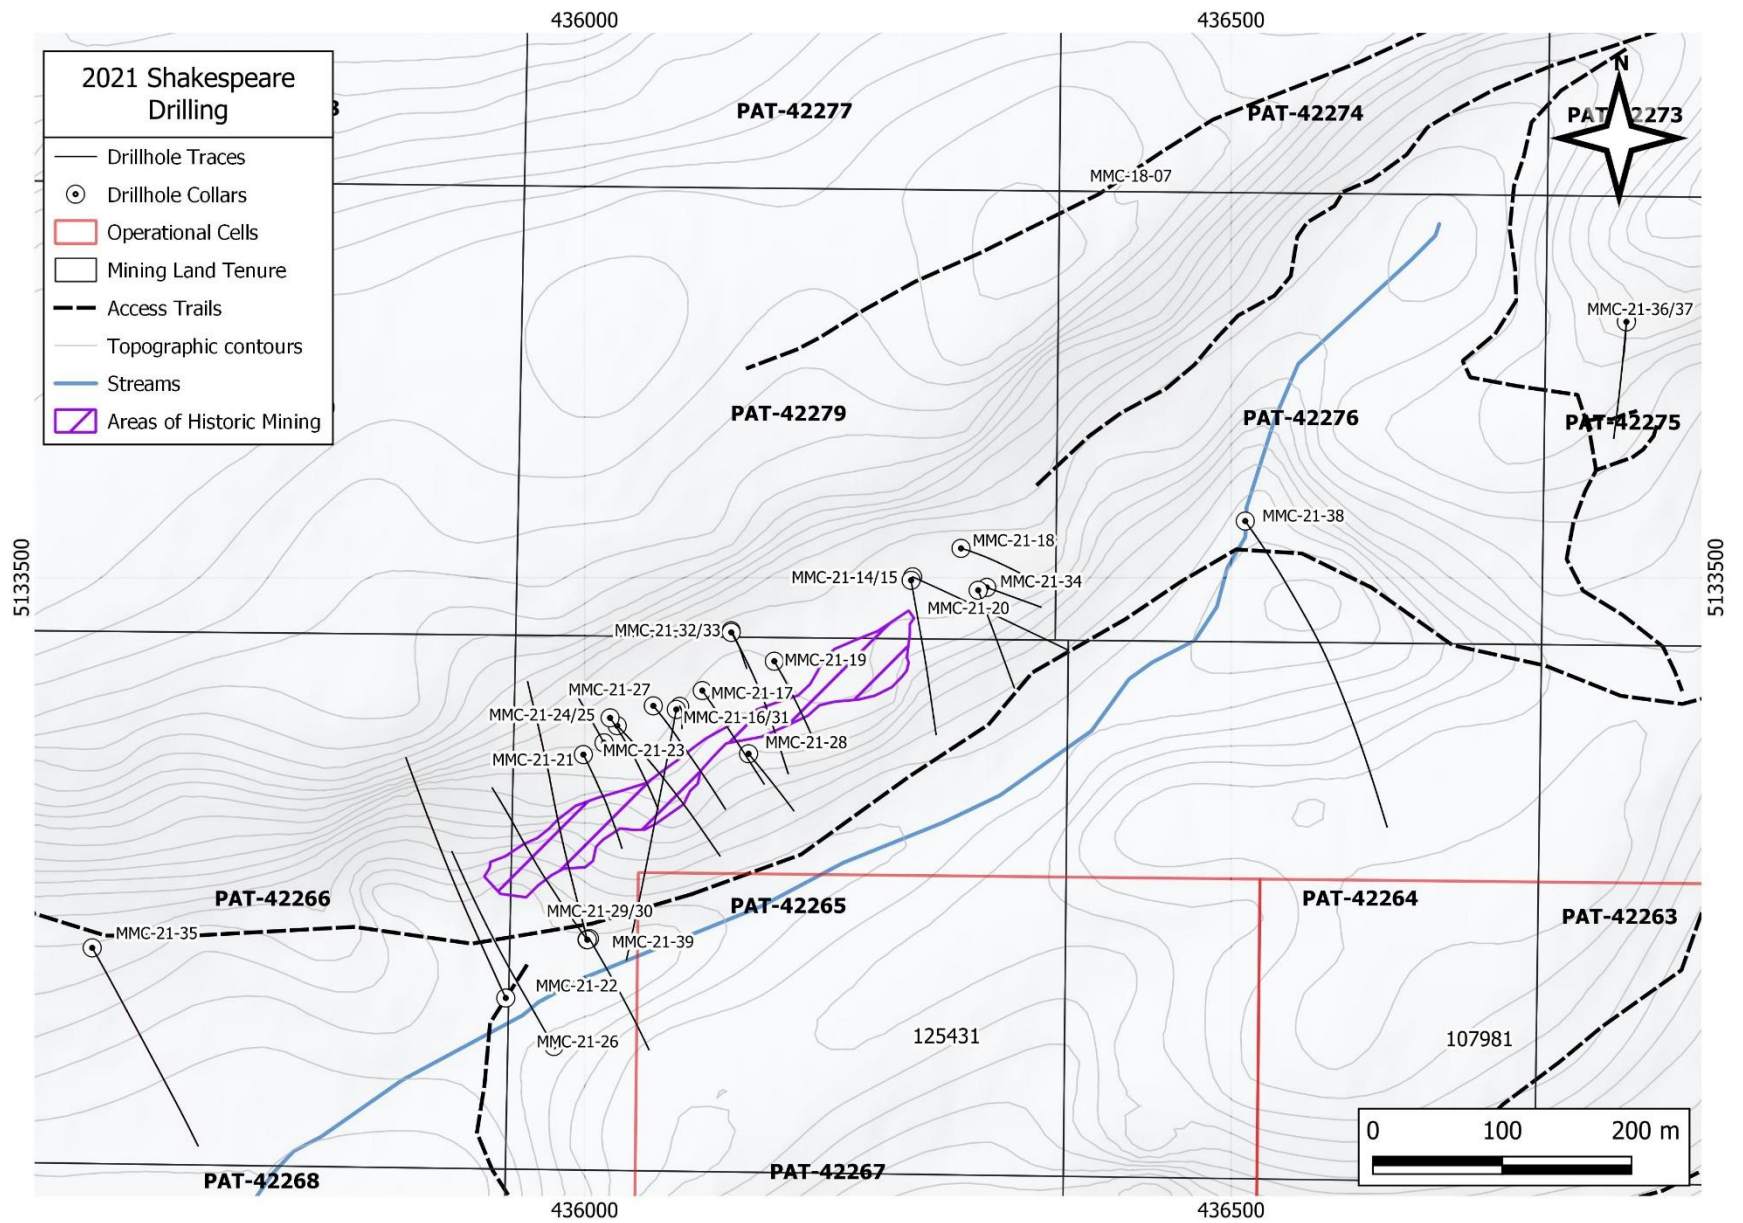 436000
436500
2021 Shakespeare
Drilling
Drillhole Traces
Drillhole Collars
Operational Cells
Mining Land Tenure
Access Trails
Topographic contours
Streams
Areas of Historic Mining
N
PAT-42277
PAT-42274
MMC-18-07
MMC-21-36/37
PAT-42279
PAT-42276
PAT-42275
MMC-21-38
MMC-21-18
MMC-21-14/15
MMC-21-34
MMC-21-20
5133500
5133500
MMC-21-32/33
MMC-21-19
MMC-21-27
MMC-21-17
MMC-21-24/25
MMC-21-16/31
MMC-21-28
MMC-21-23
MMC-21-21
PAT-42266
PAT-42265
PAT-42264
PAT-42263
MMC-21-29/30
MMC-21-35
MMC-21-39
MMC-21-22
MMC-21-26
125431
107981
0 100 200 m
PAT-42268
PAT-42267
436000
436500